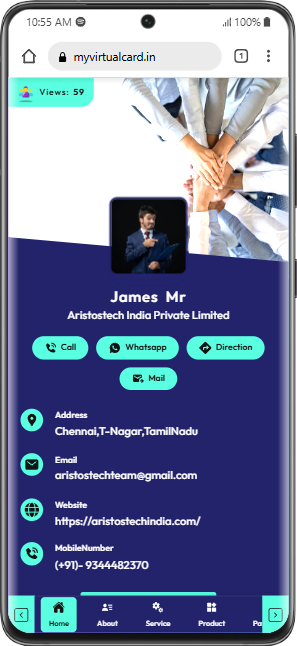 10:55 AM
100%
myvirtualcard.in
1
Views: 59
James Mr
Aristostech India Private Limited
Call
Whatsapp
Direction
Mail
Address
Chennai,T-Nagar,TamilNadu
Email
aristostechteam@gmail.com
Website
https://aristostechindia.com/
MobileNumber
(+91)- 9344482370
Home
About
Service
Product
Pa